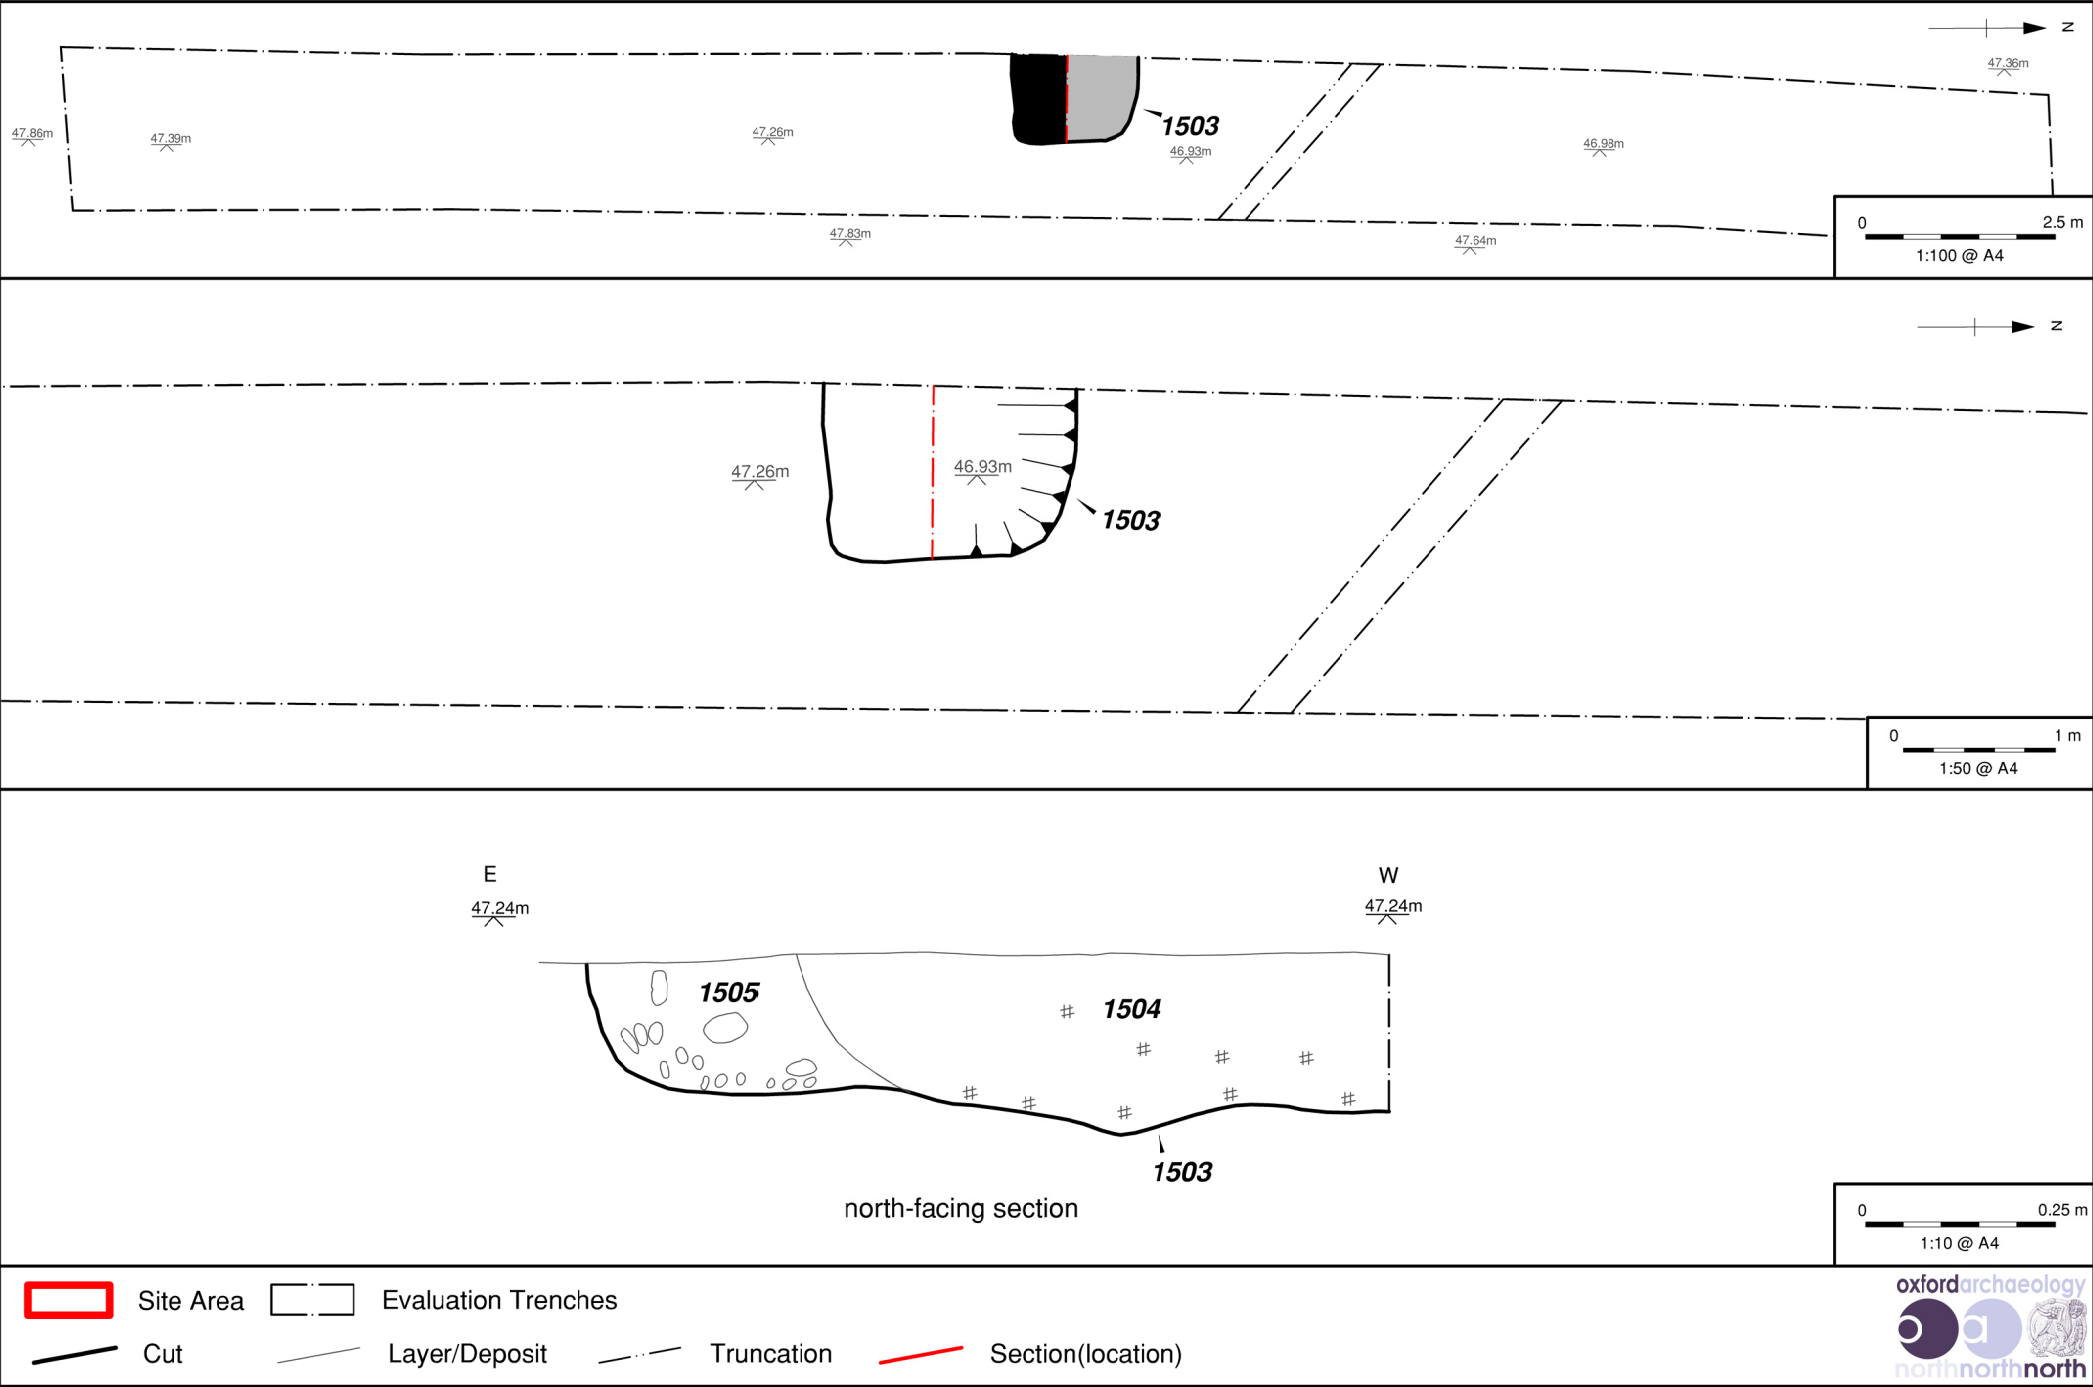 N
47.36m
47.86m
47.39m
47.26m
1503
46.93m
46.98m
47.83m
47.64m
0 2.5 m
1:100 @ A4
N
47.26m
46.93m
1503
0 1 m
1:50 @ A4
E W
47.24m 47.24m
1505
1504
1503
north-facing section
0 0.25 m
1:10 @ A4
Site Area Evaluation Trenches
Cut Layer/Deposit Truncation Section(location)
oxfordarchaeology
oa
northnorthnorth